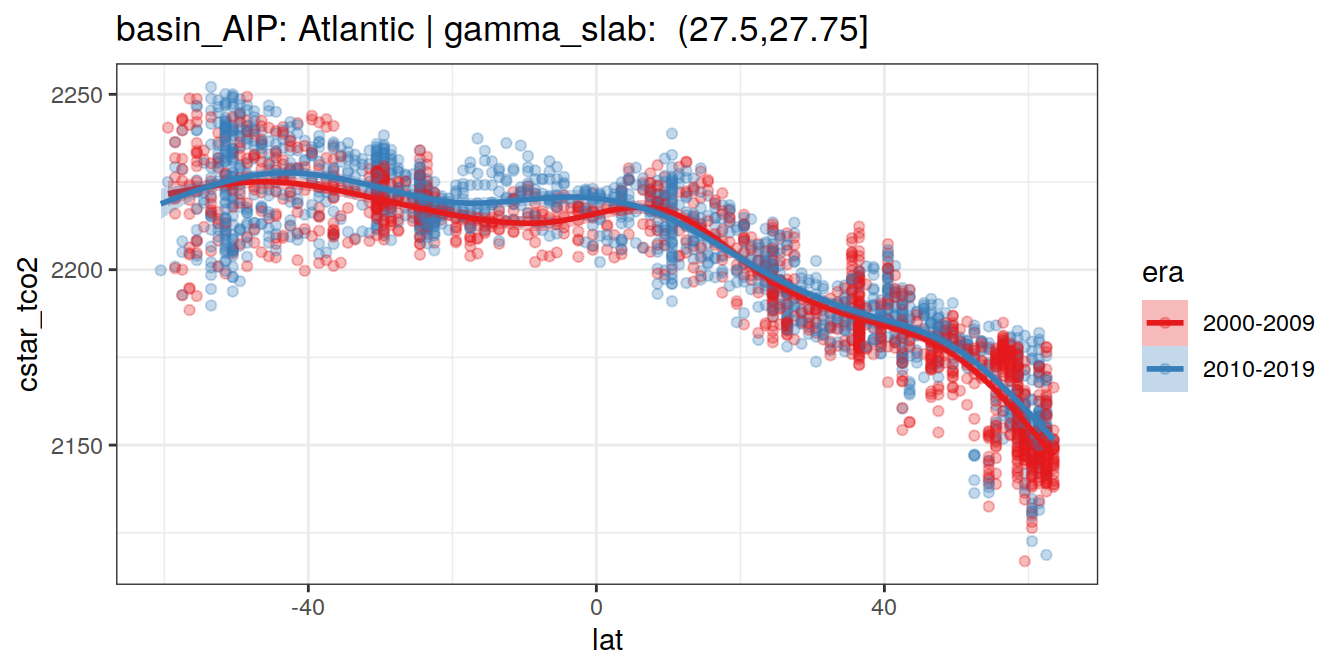 basin_AIP: Atlantic | gamma_slab:  (27.5,27.75]
2250
2200
2150
cstar_tco2
-40
0
40
lat
era
2000-2009
2010-2019